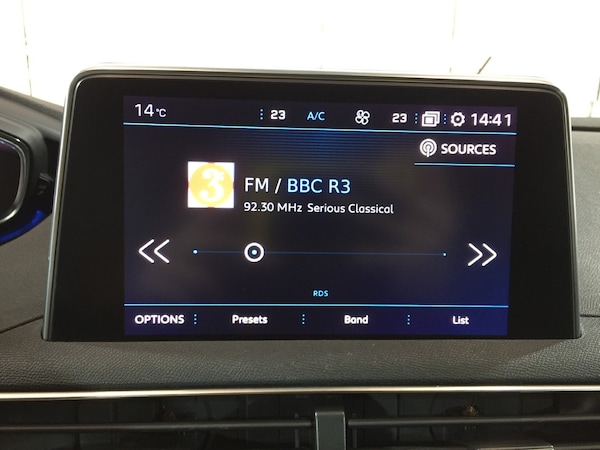 14°C 23 A/C 23 14:41
SOURCES
3
FM / BBC R3
92.30 MHz Serious Classical
RDS
OPTIONS Presets Band List